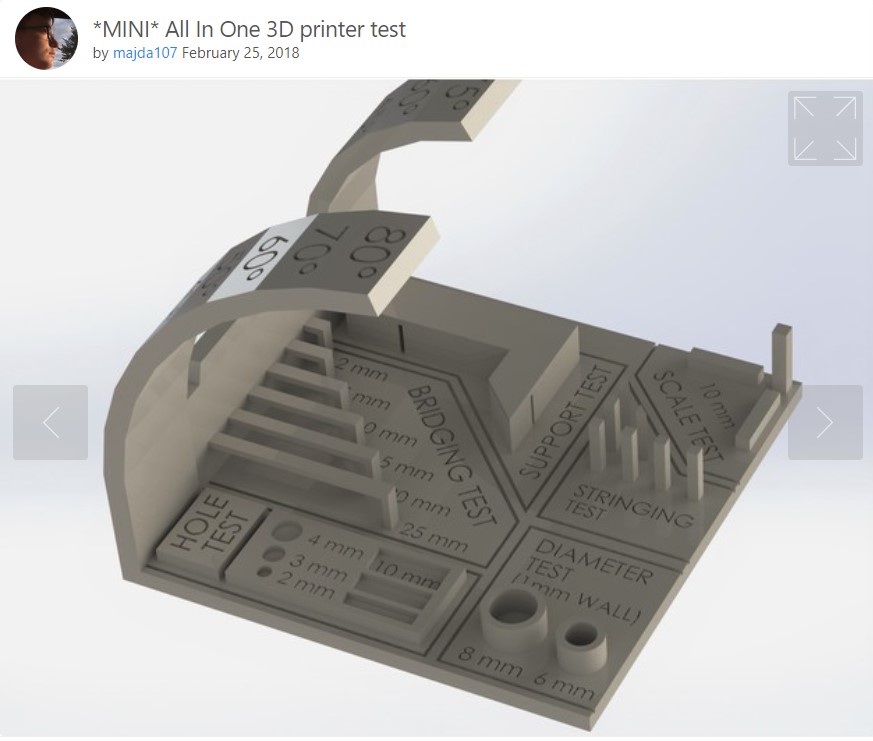 *MINI* All In One 3D printer test
by majda107 February 25, 2018
5°
80°
70°
60°
2 mm
mm
0 mm
5 mm
0 mm
25 mm
BRIDGING TEST
SUPPORT TEST
SCALE TEST
10 mm
STRINGING
TEST
HOLE
TEST
4 mm
3 mm
2 mm
10 mm
DIAMETER
TEST
(1mm WALL)
8 mm
6 mm